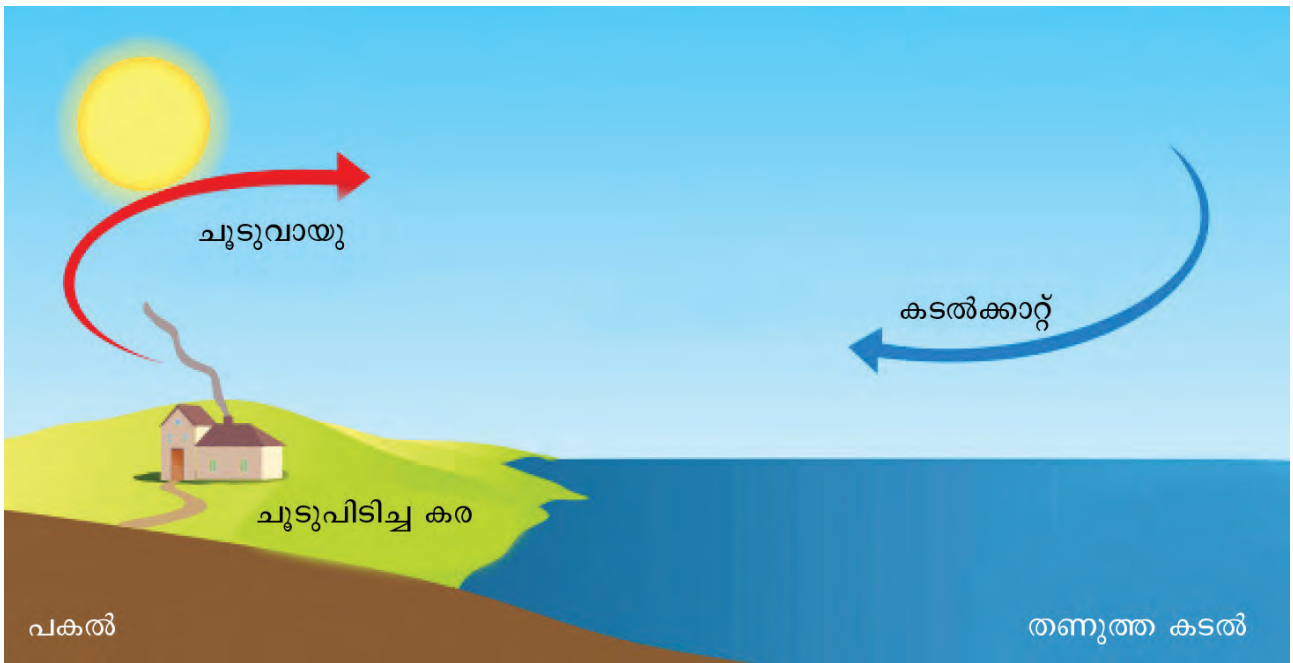 ചൂടുവായു
കടൽക്കാറ്റ്
ചൂടുപിടിച്ച കര
പകൽ
തണുത്ത കടൽ